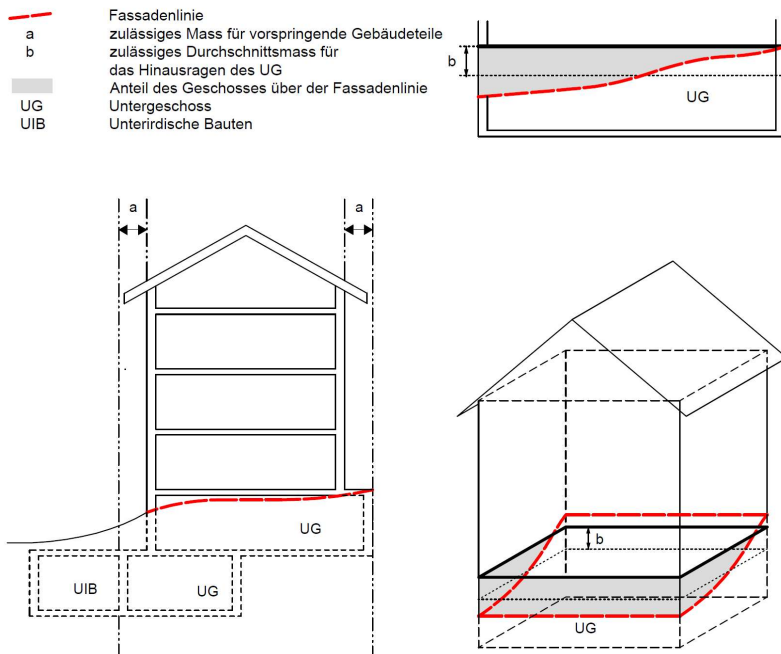 Fassadenlinie
a zulässiges Mass für vorspringende Gebäudeteile
b zulässiges Durchschnittsmass für
das Hinausragen des UG
Anteil des Geschosses über der Fassadenlinie
UG Untergeschoss
UIB Unterirdische Bauten
b
UG
a a
UG
UIB UG
b
UG